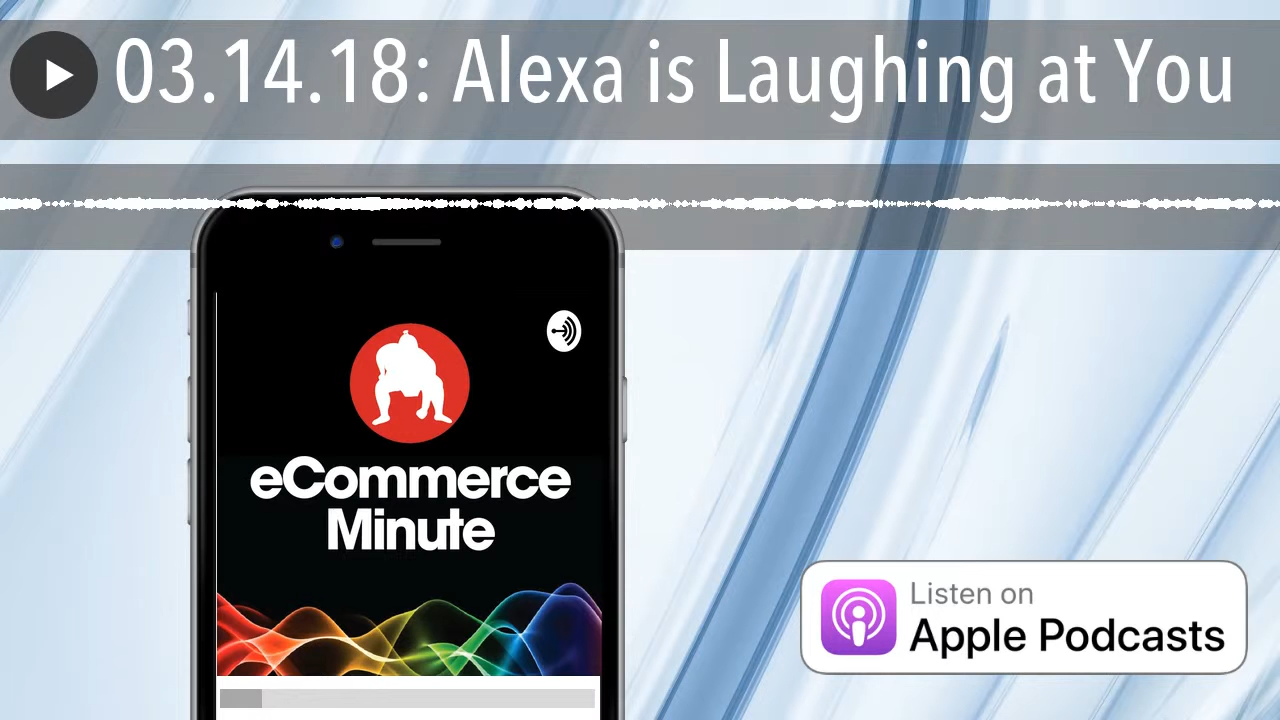 03.14.18: Alexa is Laughing at You
eCommerce
Minute
Listen on
Apple Podcasts